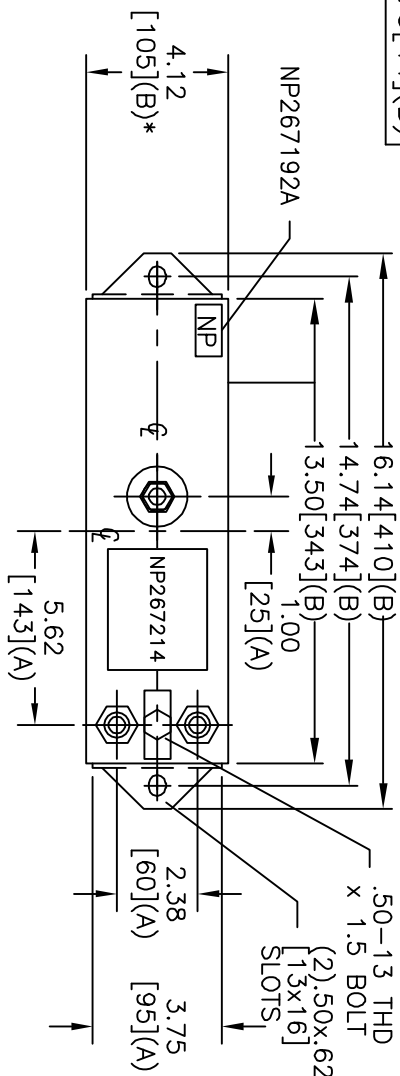 16.14[410](B)
14.74[374](B)
13.50[343](B)
1.00
[25](A)
NP267192A
NP
4.12
[105](B)*
NP267214
5.62
[143](A)
.50-13 THD
x 1.5 BOLT
(2).50x.62
[13x16]
SLOTS
2.38
[60](A)
3.75
[95](A)